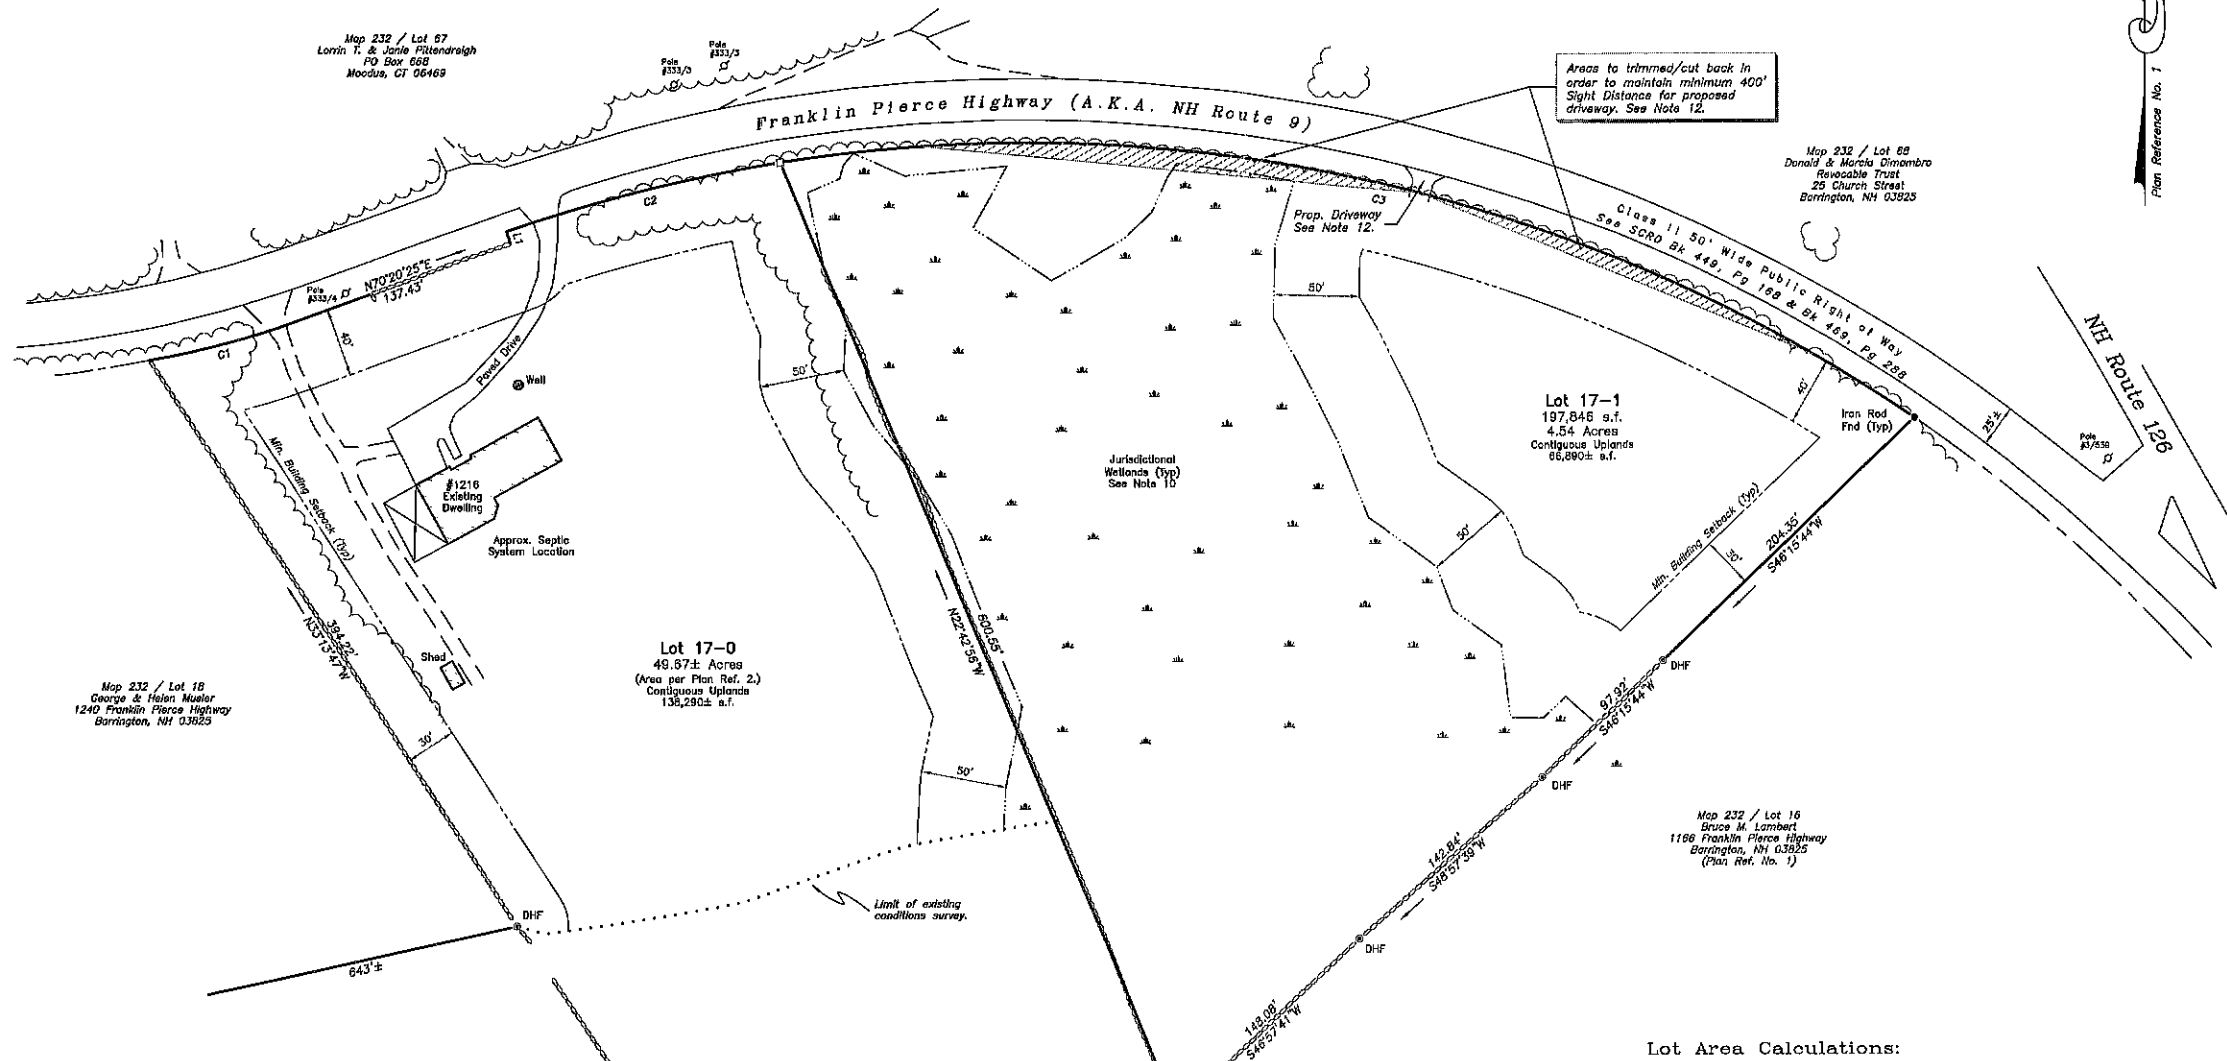 Map 232 / Lot 67
Lorrin T. & Janie Pittendreigh
PO Box 668
Moodus, CT 06469
Pole
#333/3
Pole
#333/3
Franklin Pierce Highway (A.K.A. NH Route 9)
Areas to trimmed/cut back in
order to maintain minimum 400'
Sight Distance for proposed
driveway. See Note 12.
Plan Reference No. 1
Map 232 / Lot 68
Donald & Marcia Dimambro
Revocable Trust
25 Church Street
Barrington, NH 03825
Class II 50' Wide Public Right of Way
See SCRD Bk 449, Pg 168 & Bk 469, Pg 288
NH Route 126
C2
C3
L1
Prop. Driveway
See Note 12.
Pole
#333/4
N70°20'25"E
137.43'
C1
40'
Paved Drive
Well
50'
50'
40'
Iron Rod
Fnd (Typ)
25'±
Pole
#3/539
Lot 17-1
197,846 s.f.
4.54 Acres
Contiguous Uplands
66,890± s.f.
Jurisdictional
Wetlands (Typ)
See Note 10
Min. Building Setback (Typ)
#1216
Existing
Dwelling
Approx. Septic
System Location
50'
Min. Building Setback (Typ)
30'
204.35'
S46°15'44"W
394.22'
N33°13'47"W
600.55'
N22°42'56"W
Shed
Lot 17-0
49.67± Acres
(Area per Plan Ref. 2.)
Contiguous Uplands
138,290± s.f.
DHF
97.92'
S46°15'44"W
Map 232 / Lot 18
George & Helen Musler
1240 Franklin Pierce Highway
Barrington, NH 03825
30'
50'
DHF
Map 232 / Lot 16
Bruce M. Lambert
1166 Franklin Pierce Highway
Barrington, NH 03825
(Plan Ref. No. 1)
142.84'
S48°57'39"W
Limit of existing
conditions survey.
DHF
DHF
643'±
148.08'
S46°57'41"W
Lot Area Calculations: